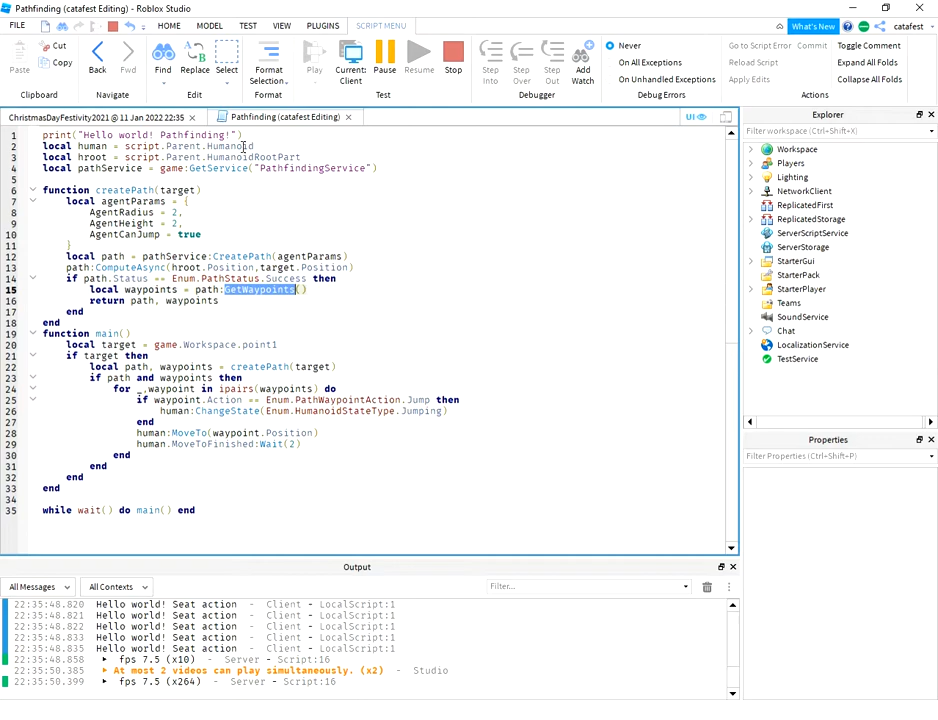 Pathfinding (catafest Editing) - Roblox Studio
FILE HOME MODEL TEST VIEW PLUGINS SCRIPT MENU What's New catafest
Paste Cut Copy Back Fwd Find Replace Select Format Selection Play Current: Client Pause Resume Stop Step Into Step Over Step Out Add Watch
Never
On All Exceptions
On Unhandled Exceptions
Go to Script Error Commit Toggle Comment
Reload Script Expand All Folds
Apply Edits Collapse All Folds
Clipboard Navigate Edit Format Test Debugger Debug Errors Actions
ChristmasDayFestivity2021 @ 11 Jan 2022 22:35 Pathfinding (catafest Editing) UI
1 print("Hello world! Pathfinding!")
2 local human = script.Parent.Humanoid
3 local hroot = script.Parent.HumanoidRootPart
4 local pathService = game:GetService("PathfindingService")
5
6 function createPath(target)
7 local agentParams = {
8 AgentRadius = 2,
9 AgentHeight = 2,
10 AgentCanJump = true
11 }
12 local path = pathService:CreatePath(agentParams)
13 path:ComputeAsync(hroot.Position,target.Position)
14 if path.Status == Enum.PathStatus.Success then
15 local waypoints = path:GetWaypoints()
16 return path, waypoints
17 end
18 end
19 function main()
20 local target = game.Workspace.point1
21 if target then
22 local path, waypoints = createPath(target)
23 if path and waypoints then
24 for _,waypoint in ipairs(waypoints) do
25 if waypoint.Action == Enum.PathWaypointAction.Jump then
26 human:ChangeState(Enum.HumanoidStateType.Jumping)
27 end
28 human:MoveTo(waypoint.Position)
29 human.MoveToFinished:Wait(2)
30 end
31 end
32 end
33 end
34
35 while wait() do main() end
Explorer
Filter workspace (Ctrl+Shift+X)
Workspace
Players
Lighting
NetworkClient
ReplicatedFirst
ReplicatedStorage
ServerScriptService
ServerStorage
StarterGui
StarterPack
StarterPlayer
Teams
SoundService
Chat
LocalizationService
TestService
Properties
Filter Properties (Ctrl+Shift+P)
Output
All Messages All Contexts Filter...
22:35:48.820 Hello world! Seat action - Client - LocalScript:1
22:35:48.821 Hello world! Seat action - Client - LocalScript:1
22:35:48.822 Hello world! Seat action - Client - LocalScript:1
22:35:48.833 Hello world! Seat action - Client - LocalScript:1
22:35:48.833 Hello world! Seat action - Client - LocalScript:1
22:35:48.858 fps 7.5 (x10) - Server - Script:16
22:35:50.385 At most 2 videos can play simultaneously. (x2) - Studio
22:35:50.399 fps 7.5 (x264) - Server - Script:16